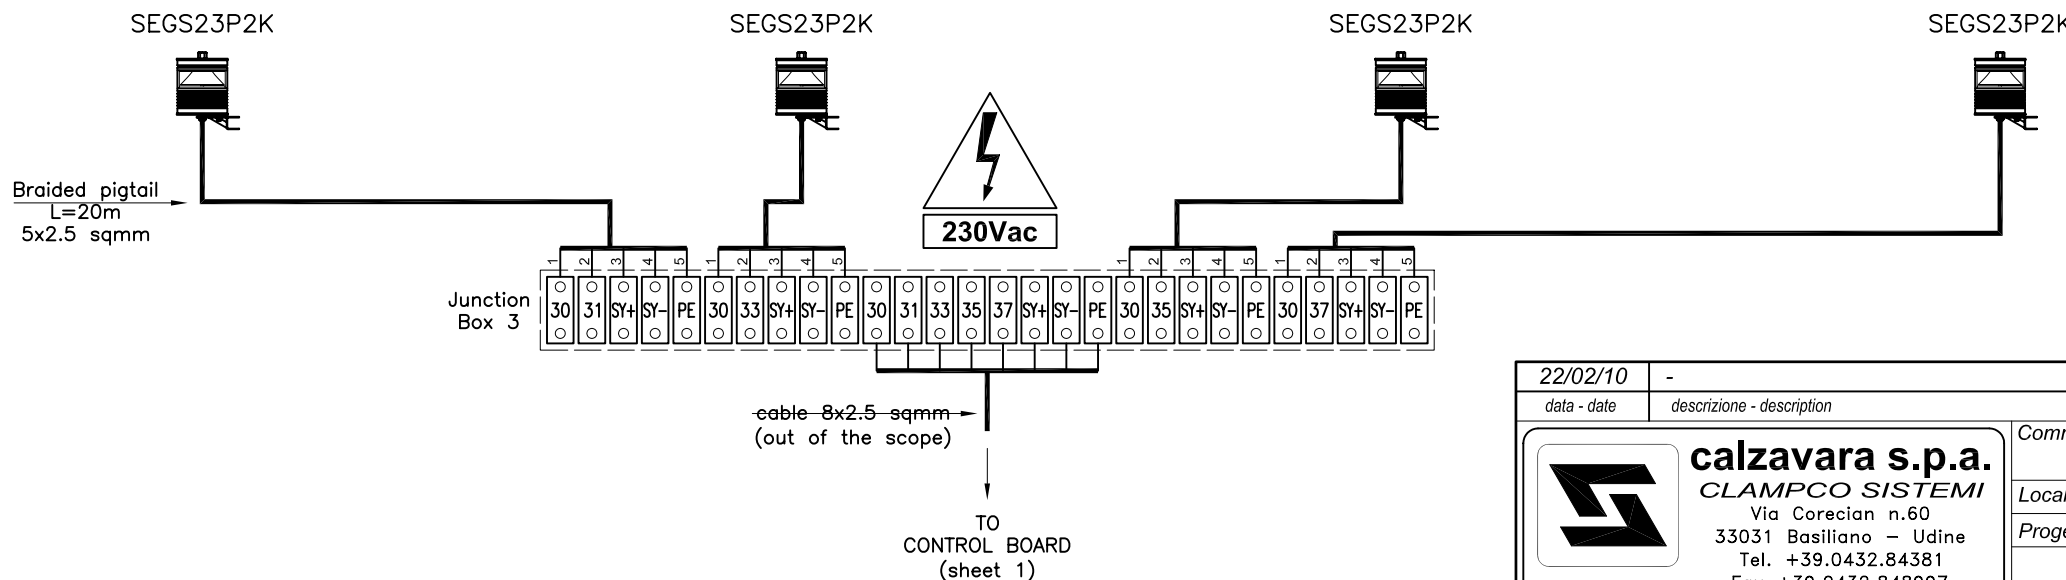 SEGS23P2K SEGS23P2K SEGS23P2K SEGS23P2K
Braided pigtail
L=20m
5x2.5 sqmm
230Vac
1 2 3 4 5 1 2 3 4 5 1 2 3 4 5 1 2 3 4 5
Junction
Box 3
30 31 SY+ SY- PE 30 33 SY+ SY- PE 30 31 33 35 37 SY+ SY- PE 30 35 SY+ SY- PE 30 37 SY+ SY- PE
cable 8x2.5 sqmm
(out of the scope)
TO
CONTROL BOARD
(sheet 1)
22/02/10 -
data - date descrizione - description
calzavara s.p.a.
CLAMPCO SISTEMI
Via Corecian n.60
33031 Basiliano – Udine
Tel. +39.0432.84381
Comm
Local
Proge